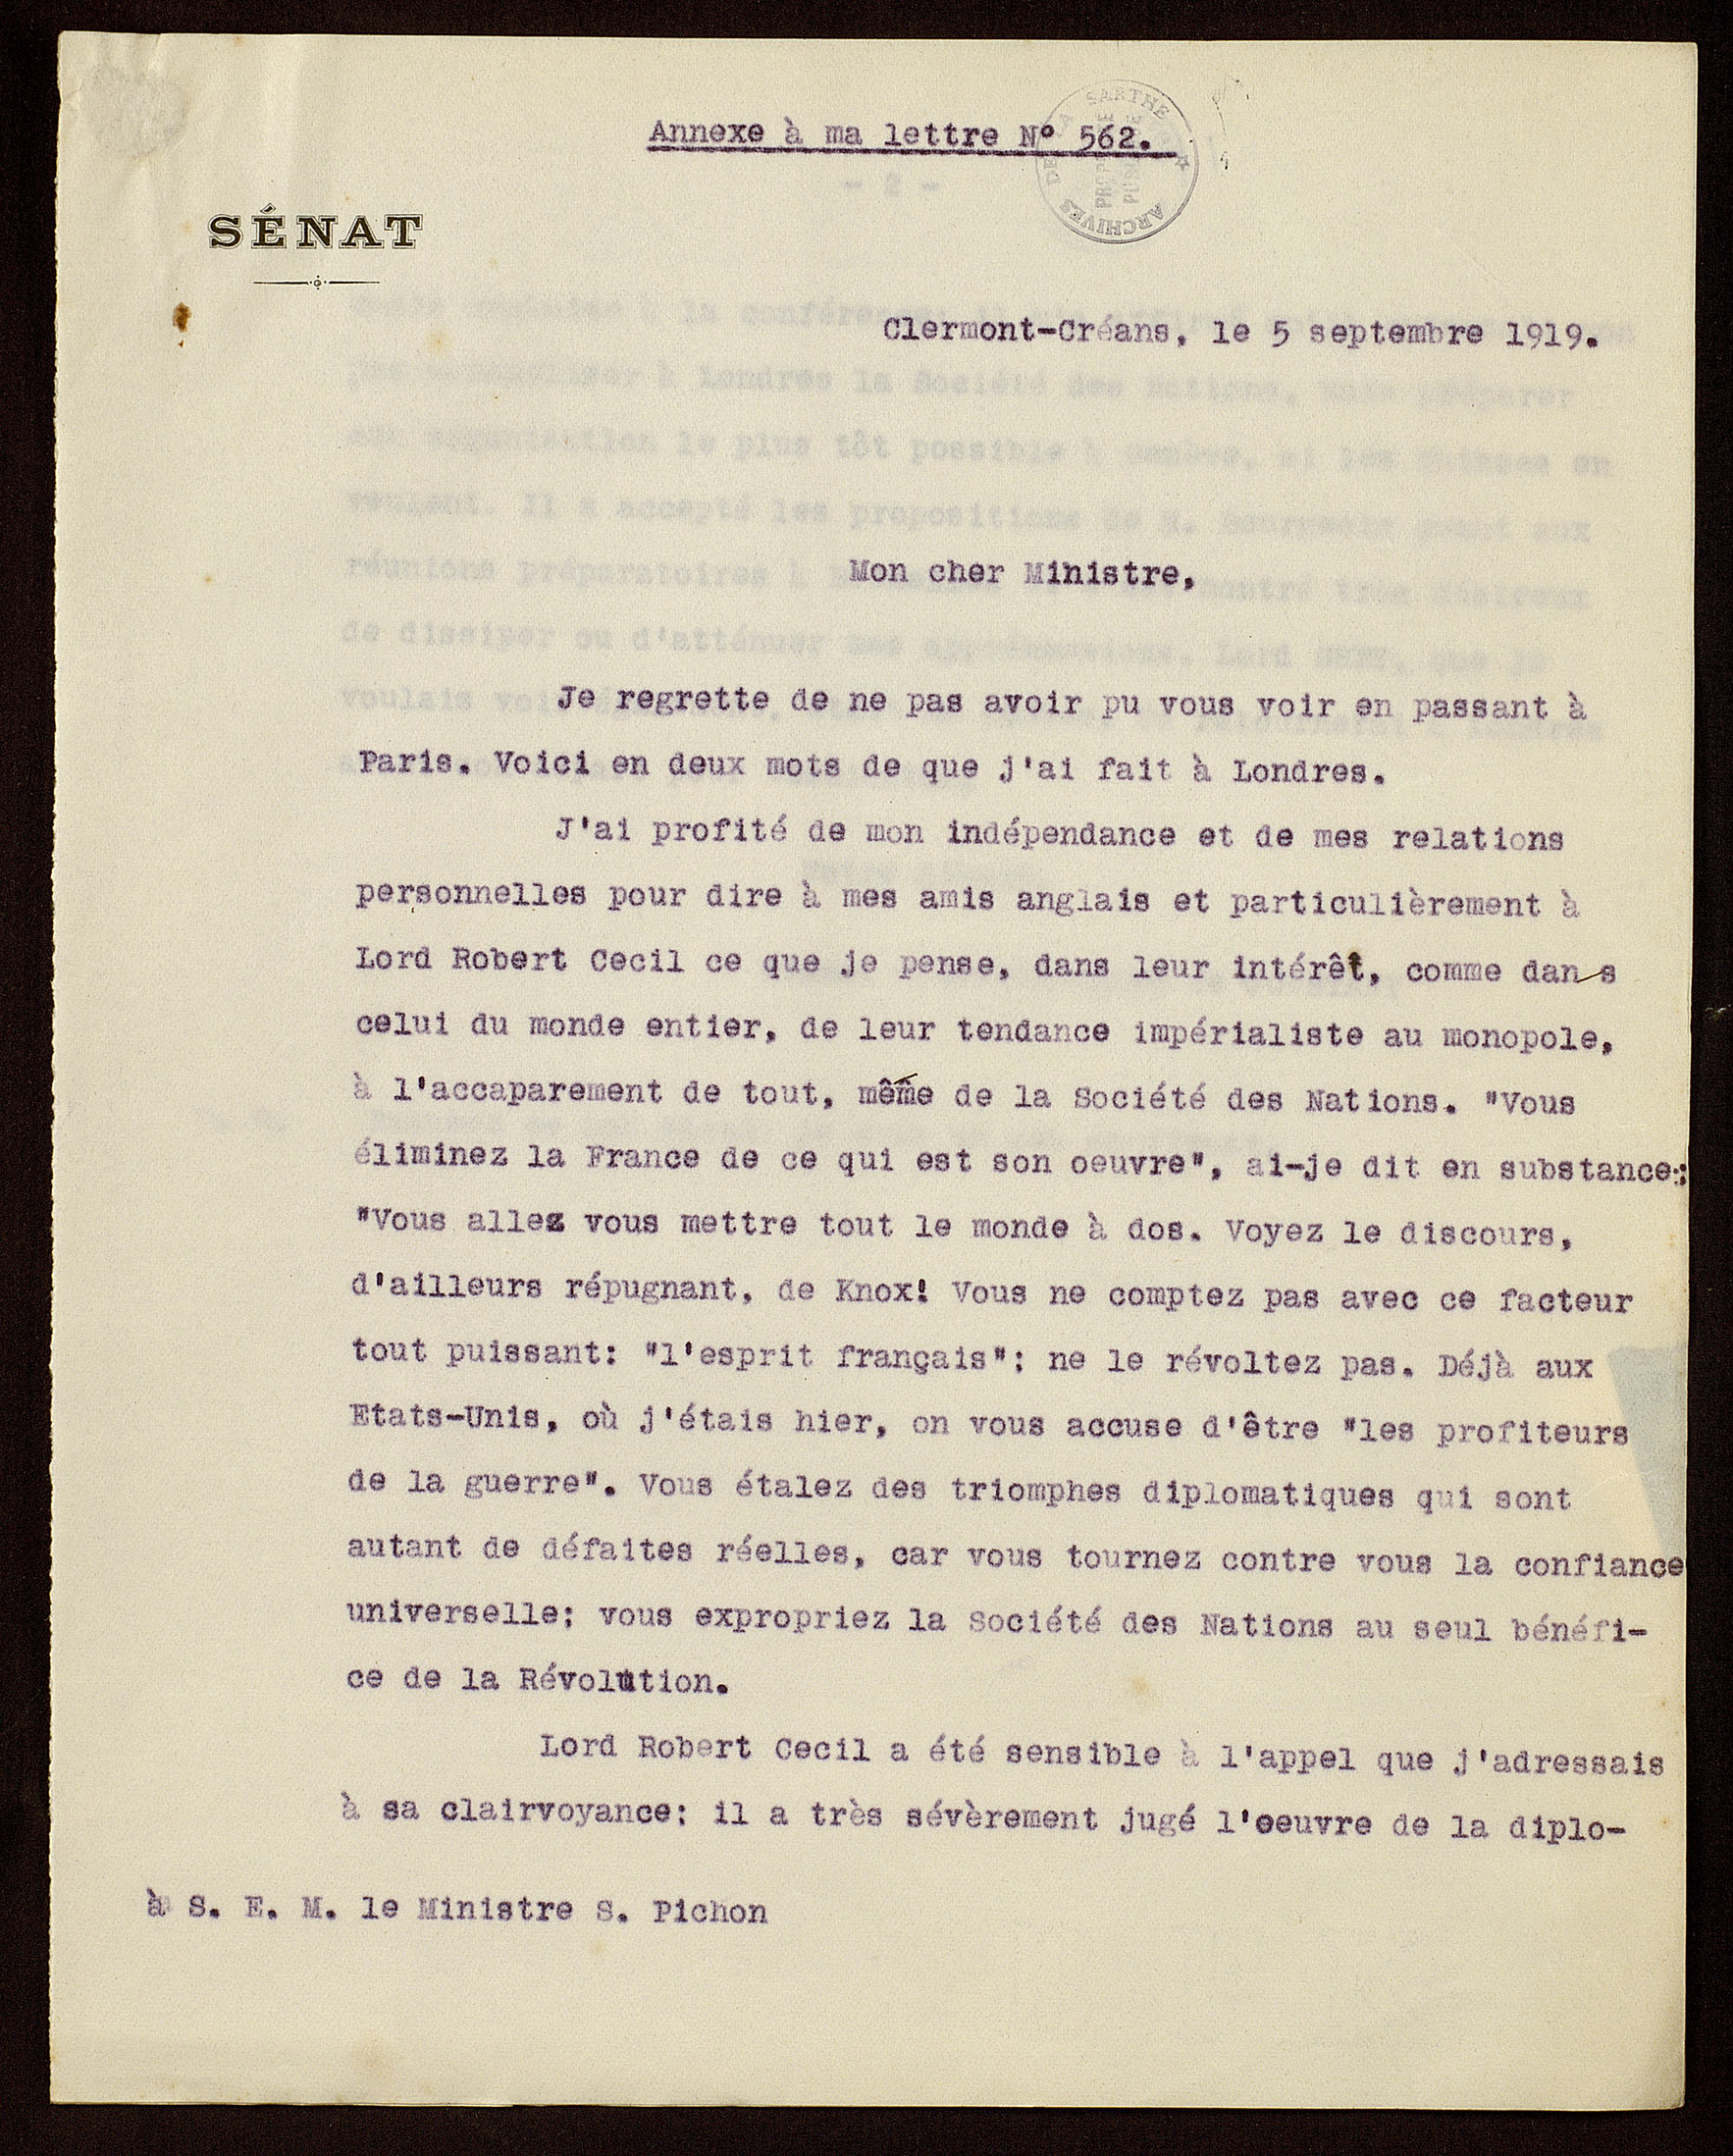 Annexe à ma lettre Nº 562.
SARTHE
ARCHIVES DE LA
SÉNAT
- 2 -
Clermont-Créans, le 5 septembre 1919.
Mon cher Ministre,
Je regrette de ne pas avoir pu vous voir en passant à
Paris. Voici en deux mots de que j'ai fait à Londres.
J'ai profité de mon indépendance et de mes relations
personnelles pour dire à mes amis anglais et particulièrement à
Lord Robert Cecil ce que je pense, dans leur intérêt, comme dans
celui du monde entier, de leur tendance impérialiste au monopole,
à l'accaparement de tout, même de la Société des Nations. "Vous
éliminez la France de ce qui est son oeuvre", ai-je dit en substance;
"Vous allez vous mettre tout le monde à dos. Voyez le discours,
d'ailleurs répugnant, de Knox! Vous ne comptez pas avec ce facteur
tout puissant: "l'esprit français"; ne le révoltez pas. Déjà aux
Etats-Unis, où j'étais hier, on vous accuse d'être "les profiteurs
de la guerre". Vous étalez des triomphes diplomatiques qui sont
autant de défaites réelles, car vous tournez contre vous la confiance
universelle; vous expropriez la Société des Nations au seul bénéfi-
ce de la Révolution.
Lord Robert Cecil a été sensible à l'appel que j'adressais
à sa clairvoyance: il a très sévèrement jugé l'oeuvre de la diplo-
à S. E. M. le Ministre S. Pichon